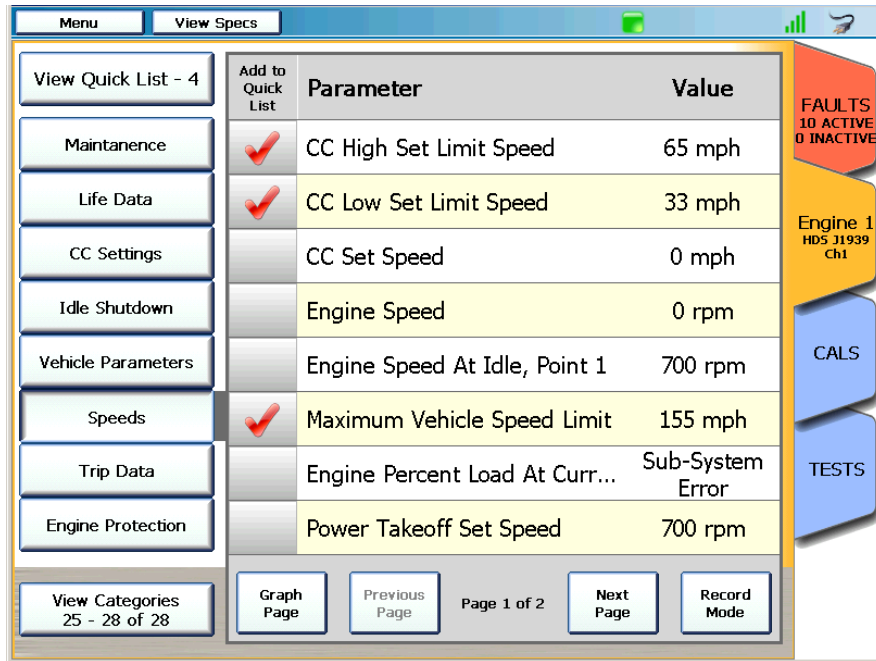 Menu
View Specs
View Quick List - 4
Add to
Quick
List
Parameter
Value
Maintanence
CC High Set Limit Speed
65 mph
Life Data
CC Low Set Limit Speed
33 mph
CC Settings
CC Set Speed
0 mph
Idle Shutdown
Engine Speed
0 rpm
Vehicle Parameters
Engine Speed At Idle, Point 1
700 rpm
Speeds
Maximum Vehicle Speed Limit
155 mph
Trip Data
Engine Percent Load At Curr...
Sub-System
Error
Engine Protection
Power Takeoff Set Speed
700 rpm
View Categories
25 - 28 of 28
Graph
Page
Previous
Page
Page 1 of 2
Next
Page
Record
Mode
FAULTS
10 ACTIVE
0 INACTIVE
Engine 1
HDS J1939
Ch1
CALS
TESTS